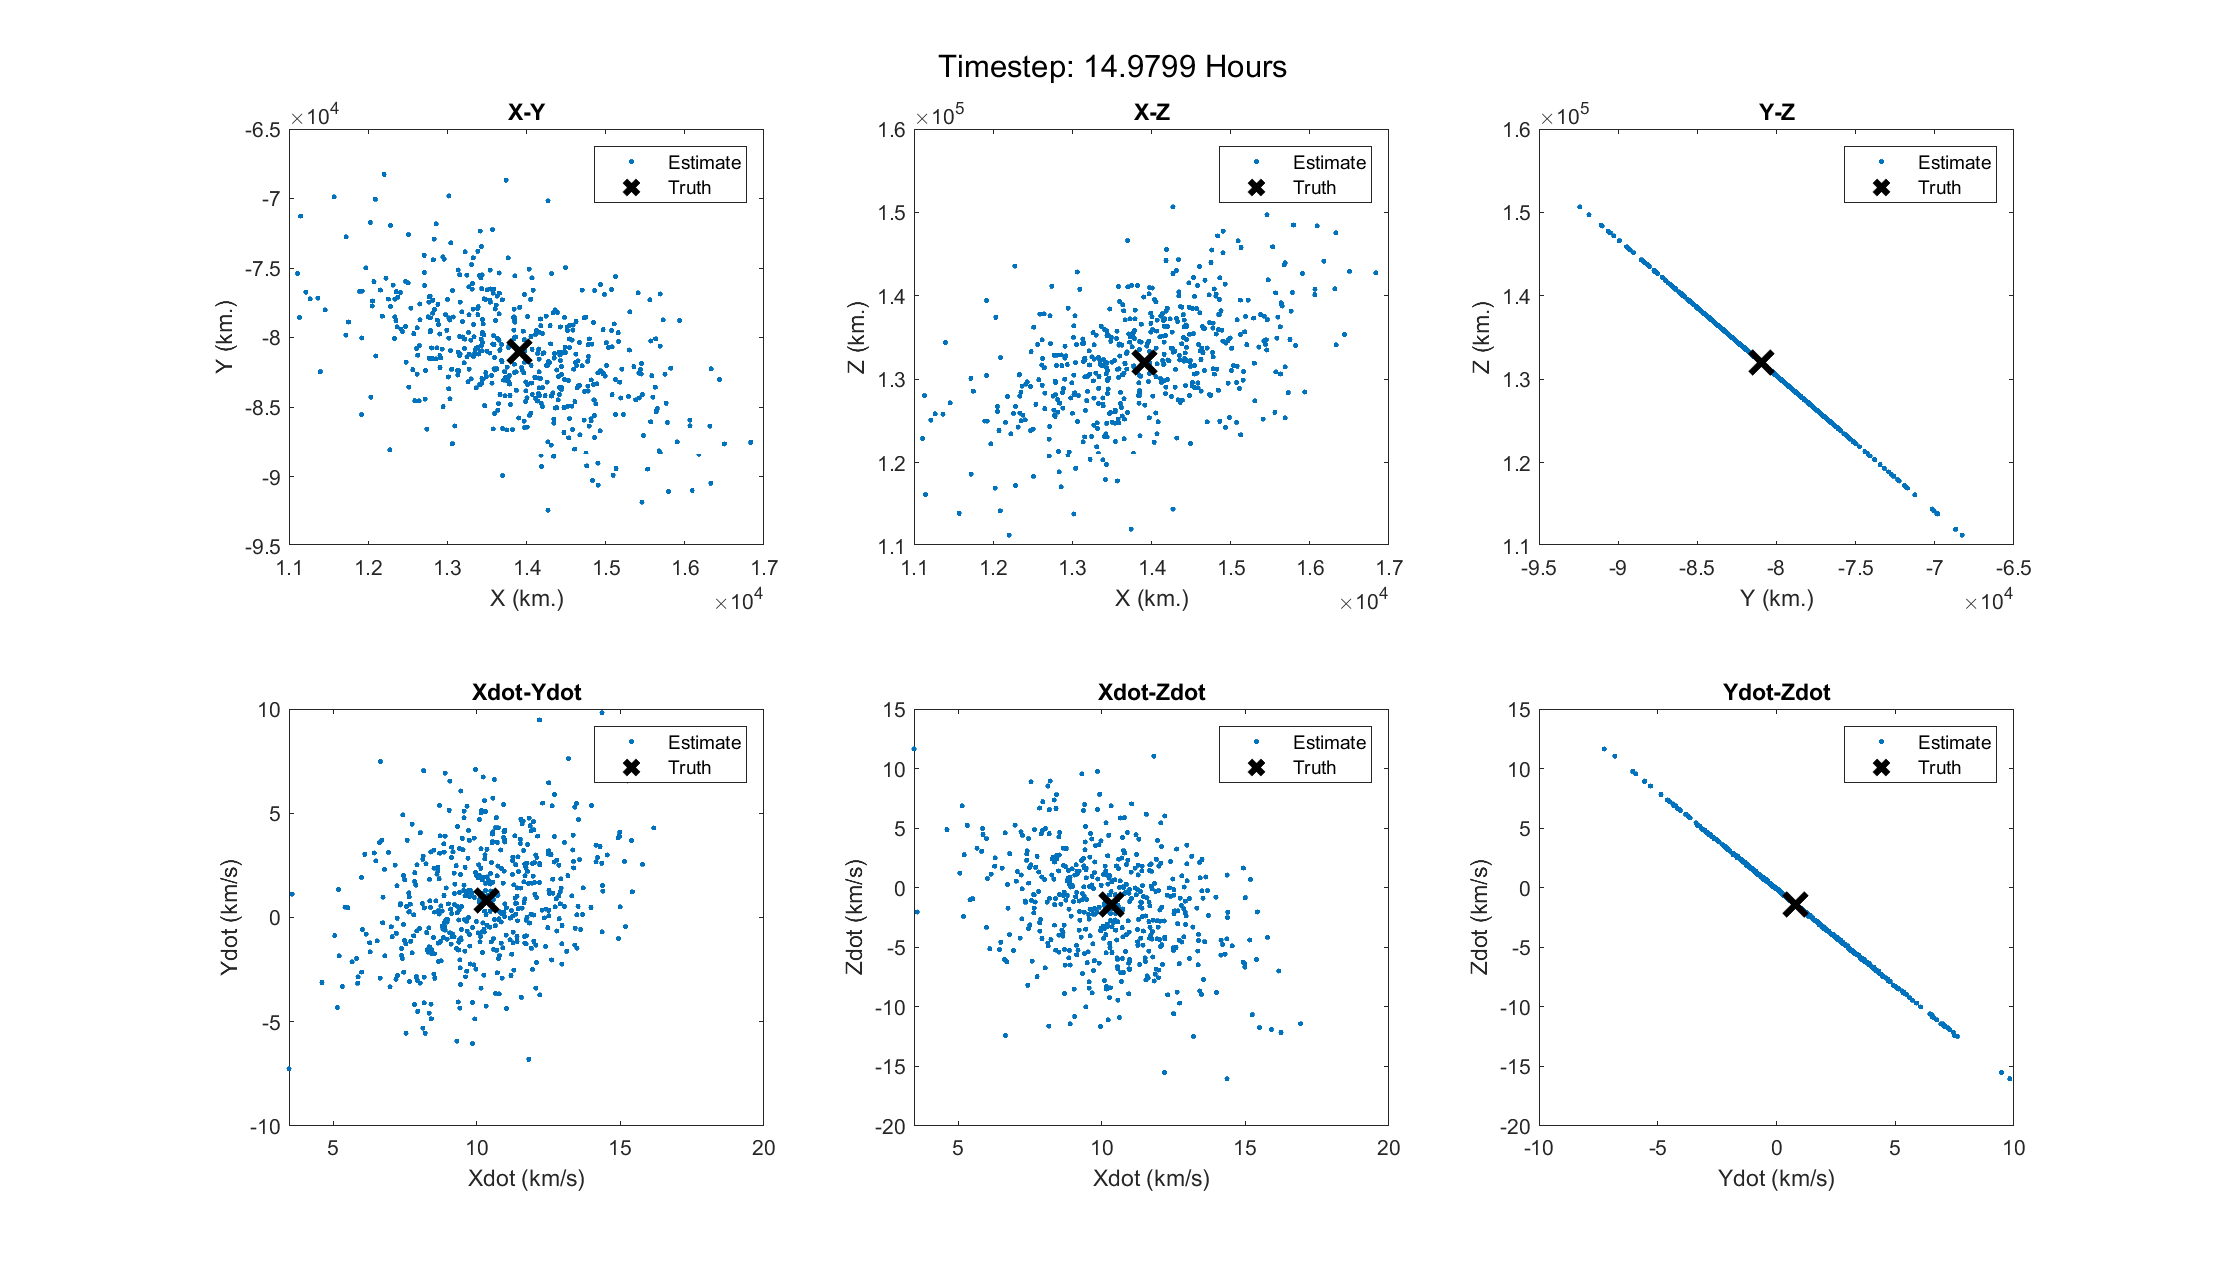 Timestep: 14.9799 Hours
X-Y
×10^4
-6.5
-7
-7.5
-8
-8.5
-9
-9.5
Y (km.)
Estimate
Truth
1.1 1.2 1.3 1.4 1.5 1.6 1.7
X (km.)
×10^4
X-Z
×10^5
1.6
1.5
1.4
1.3
1.2
1.1
Z (km.)
Estimate
Truth
1.1 1.2 1.3 1.4 1.5 1.6 1.7
X (km.)
×10^4
Y-Z
×10^5
1.6
1.5
1.4
1.3
1.2
1.1
Z (km.)
Estimate
Truth
-9.5 -9 -8.5 -8 -7.5 -7 -6.5
Y (km.)
×10^4
Xdot-Ydot
10
5
0
-5
-10
Ydot (km/s)
Estimate
Truth
5 10 15 20
Xdot (km/s)
Xdot-Zdot
15
10
5
0
-5
-10
-15
-20
Zdot (km/s)
Estimate
Truth
5 10 15 20
Xdot (km/s)
Ydot-Zdot
15
10
5
0
-5
-10
-15
-20
Zdot (km/s)
Estimate
Truth
-10 -5 0 5 10
Ydot (km/s)